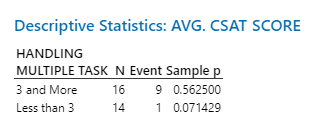 Descriptive Statistics: AVG. CSAT SCORE
HANDLING
MULTIPLE TASK N Event Sample p
3 and More 16 9 0.562500
Less than 3 14 1 0.071429